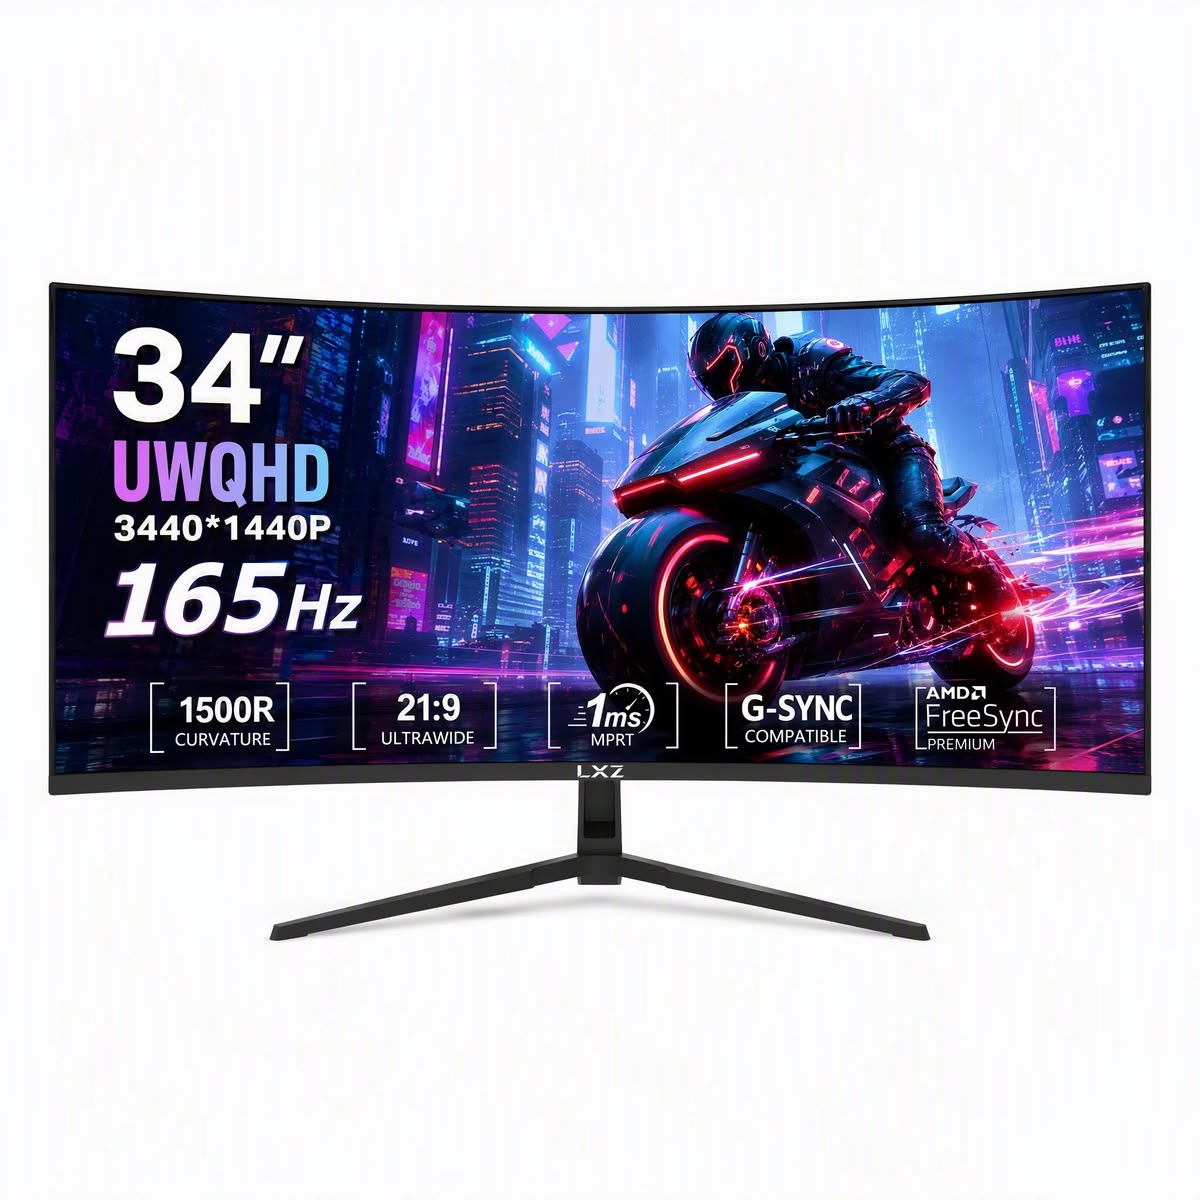 34"
UWQHD
3440*1440P
165Hz
1500R
CURVATURE
21:9
ULTRAWIDE
1ms
MPRT
G-SYNC
COMPATIBLE
AMD
FreeSync
PREMIUM
LXZ